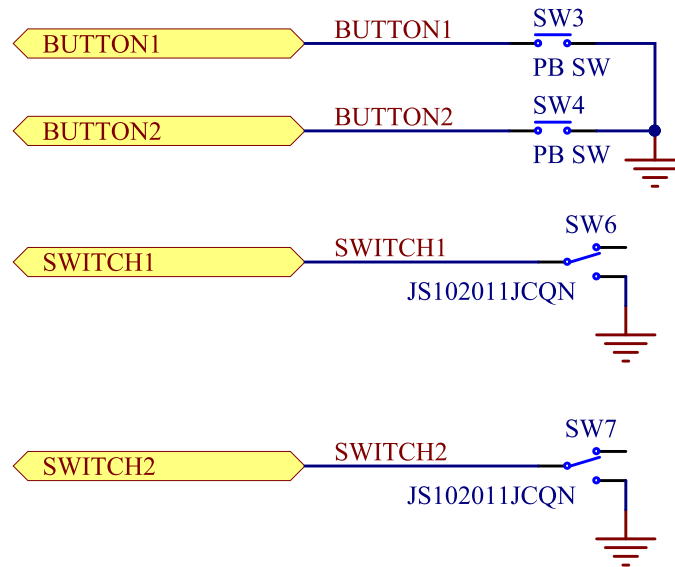 SW3
BUTTON1 BUTTON1
PB SW
SW4
BUTTON2 BUTTON2
PB SW
SW6
SWITCH1 SWITCH1
JS102011JCQN
SW7
SWITCH2 SWITCH2
JS102011JCQN